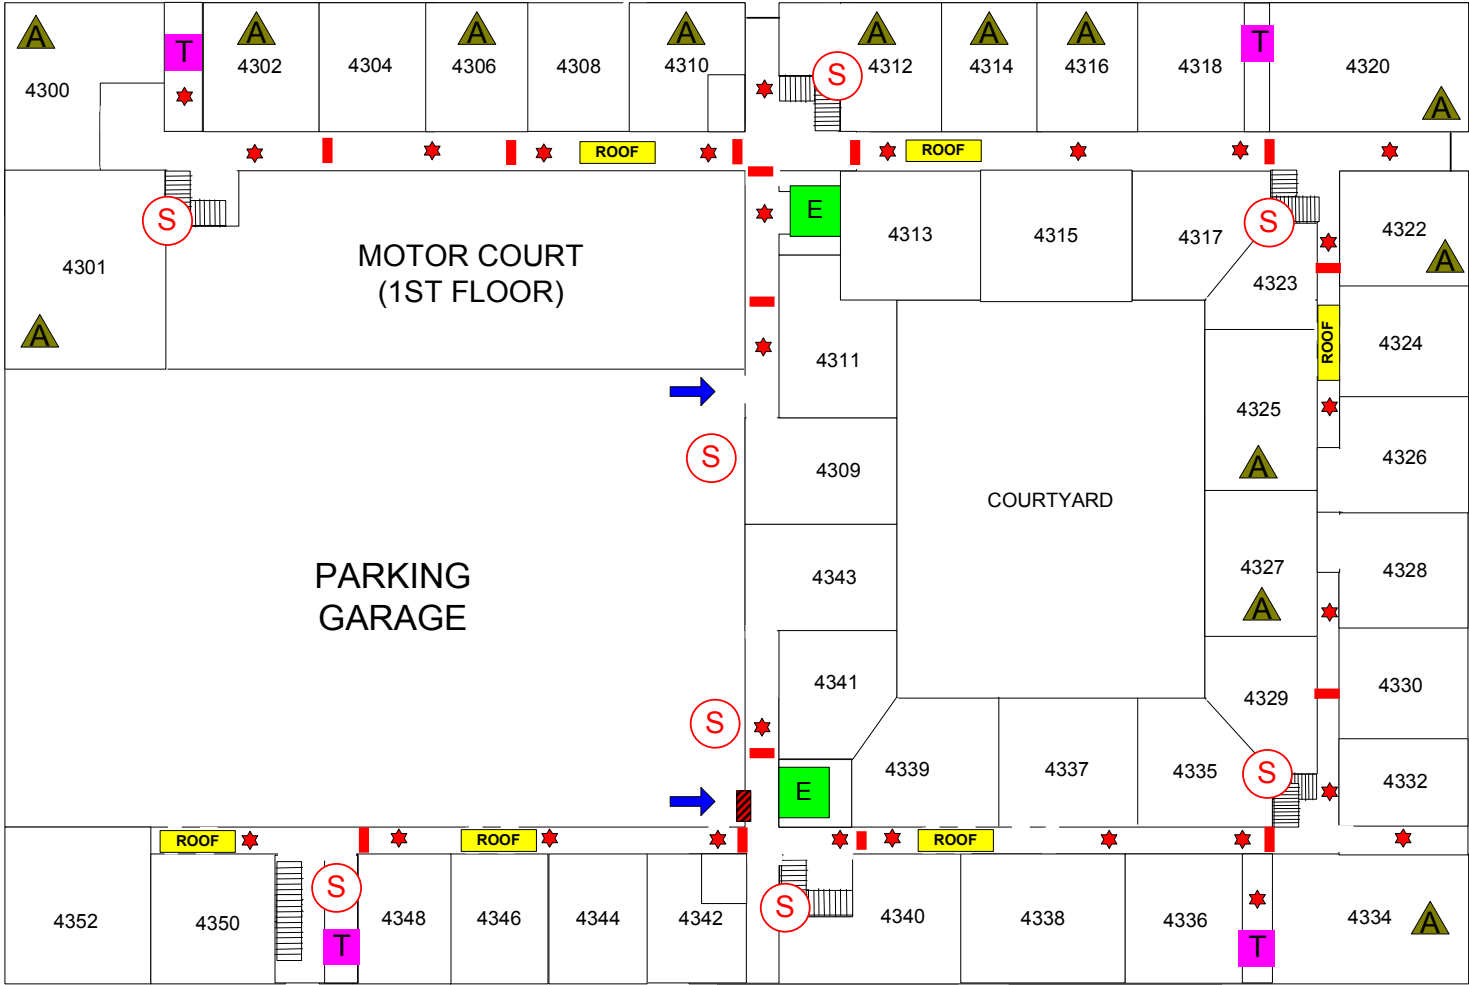 A
T
A
A
A
A
A
A
T
4300
4302
4304
4306
4308
4310
S
4312
4314
4316
4318
4320
A
ROOF
ROOF
S
4301
A
MOTOR COURT
(1ST FLOOR)
E
4313
4315
4317
S
4322
A
4323
4311
ROOF
4324
4325
A
S
4309
COURTYARD
4326
PARKING
GARAGE
4343
4327
A
4328
4341
4329
4330
S
E
4339
4337
4335
S
4332
ROOF
ROOF
ROOF
4352
4350
S
T
4348
4346
4344
4342
S
4340
4338
4336
T
4334
A